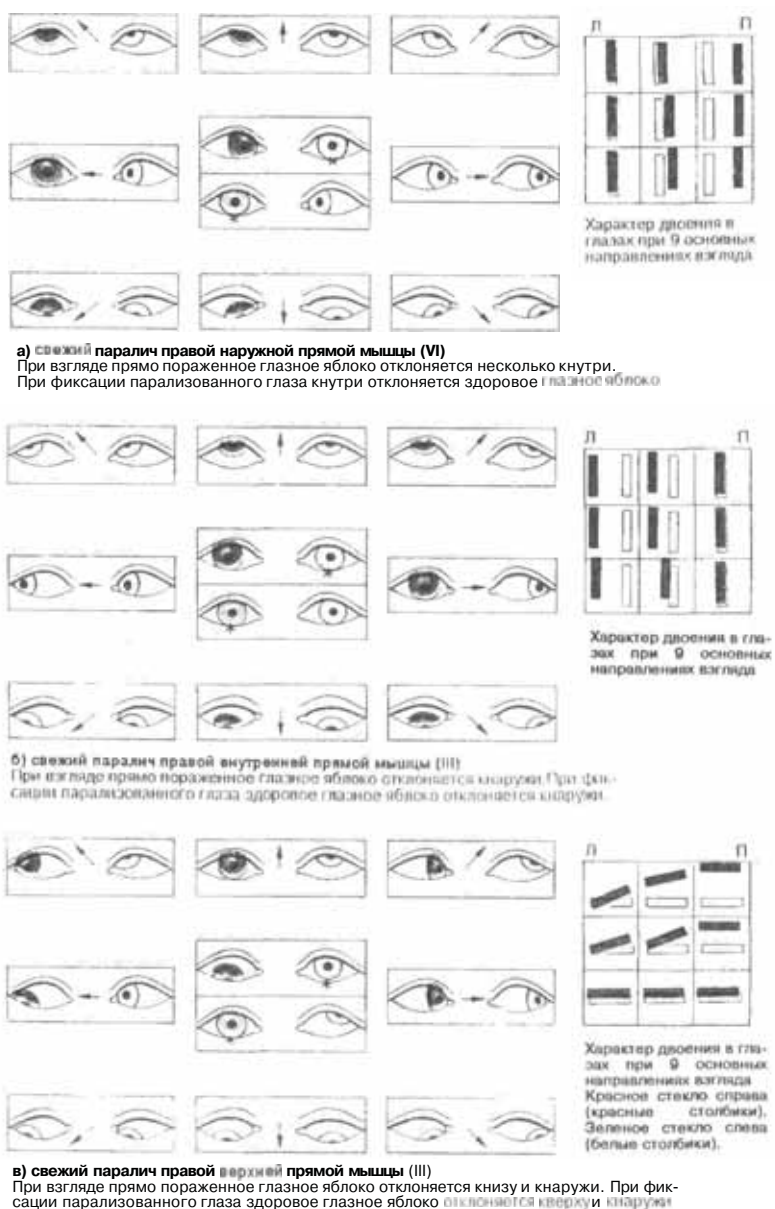 Л П
Характер двоения в
глазах при 9 основных
направлениях взгляда
а) свежий паралич правой наружной прямой мышцы (VI)
При взгляде прямо пораженное глазное яблоко отклоняется несколько кнутри.
При фиксации парализованного глаза кнутри отклоняется здоровое глазное яблоко
Л П
Характер двоения в гла-
зах при 9 основных
направлениях взгляда
б) свежий паралич правой внутренней прямой мышцы (III)
При взгляде прямо пораженное глазное яблоко отклоняется кнаружи. При фик-
сации парализованного глаза здоровое глазное яблоко отклоняется кнаружи.
Л П
Характер двоения в гла-
зах при 9 основных
направлениях взгляда
Красное стекло справа
(красные столбики).
Зеленое стекло слева
(белые столбики).
в) свежий паралич правой верхней прямой мышцы (III)
При взгляде прямо пораженное глазное яблоко отклоняется книзу и кнаружи. При фик-
сации парализованного глаза здоровое глазное яблоко отклоняется кверху и кнаружи